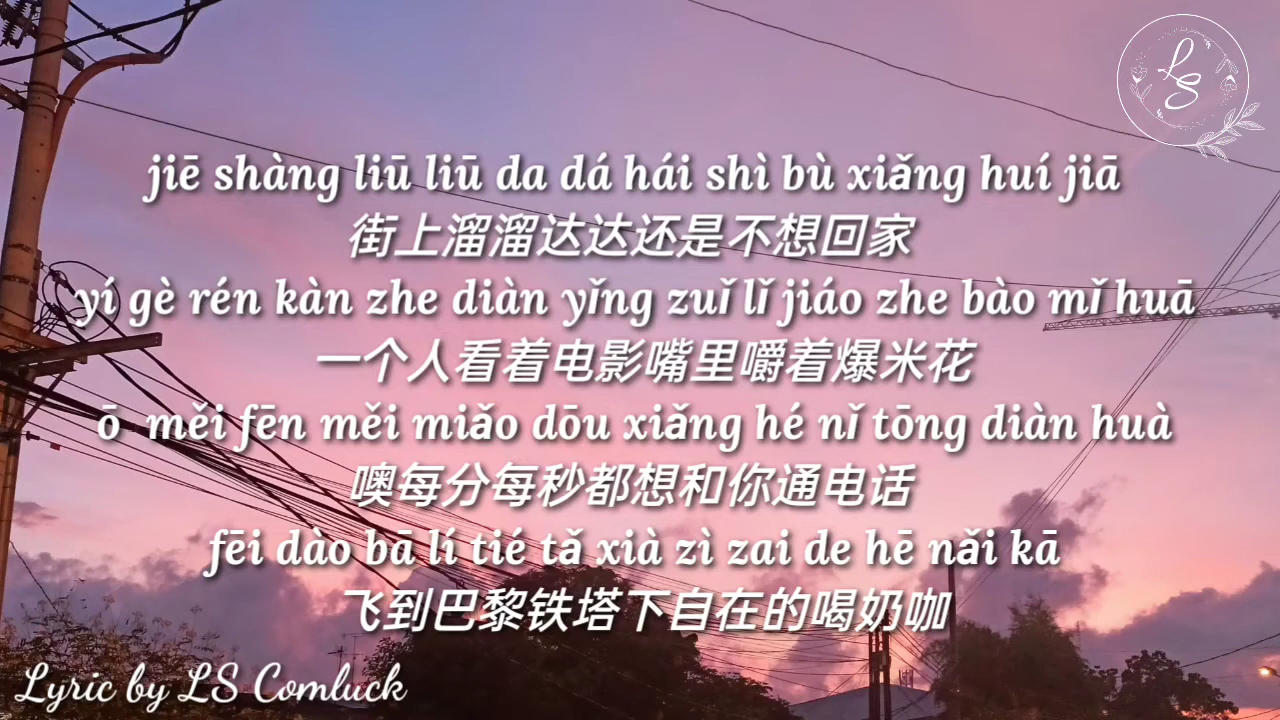 LS
jiē shàng liū liū da dá hái shì bù xiǎng huí jiā
街上溜溜达达还是不想回家
yí gè rén kàn zhe diàn yǐng zuǐ lǐ jiáo zhe bào mǐ huā
一个人看着电影嘴里嚼着爆米花
ō měi fēn měi miǎo dōu xiǎng hé nǐ tōng diàn huà
噢每分每秒都想和你通电话
fēi dào bā lí tié tǎ xià zì zai de hē nǎi kā
飞到巴黎铁塔下自在的喝奶咖
Lyric by LS Comluck